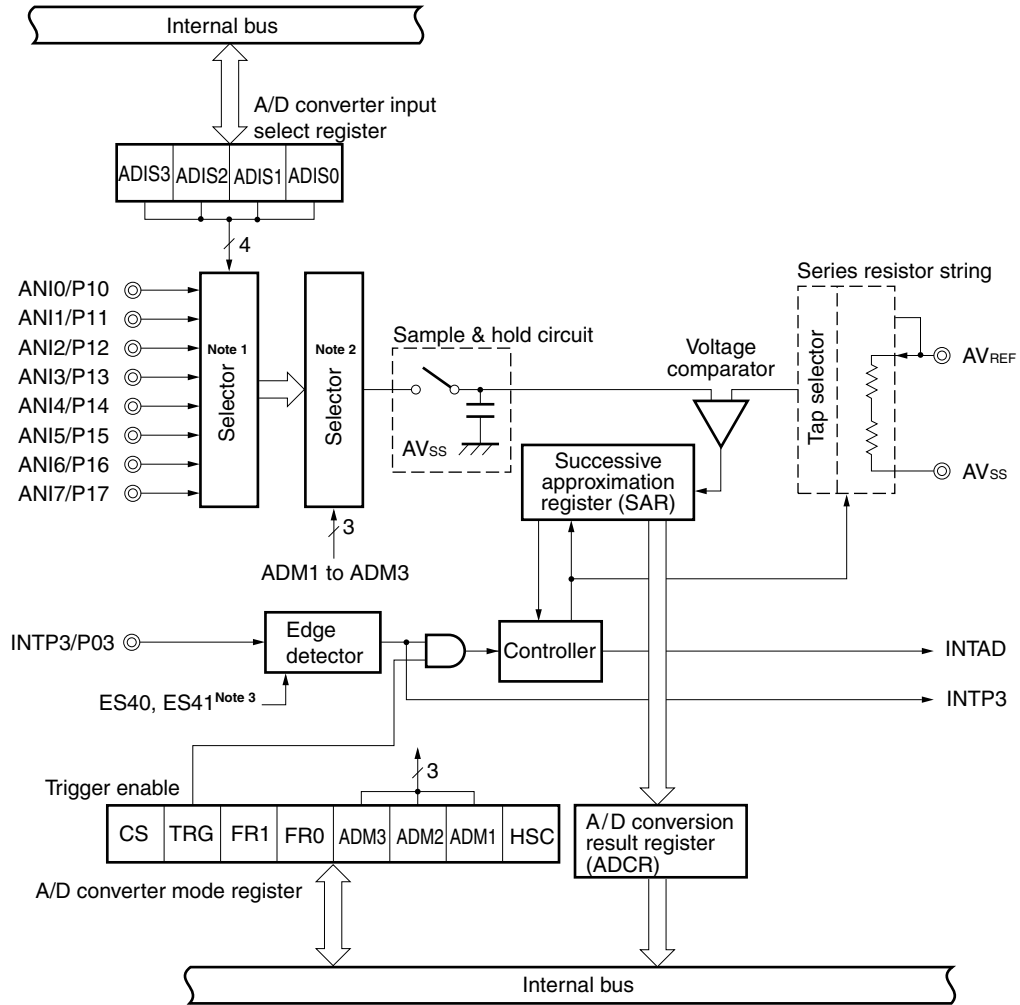 Internal bus
A/D converter input
select register
ADIS3 ADIS2 ADIS1 ADIS0
4
ANI0/P10
ANI1/P11
ANI2/P12
ANI3/P13
ANI4/P14
ANI5/P15
ANI6/P16
ANI7/P17
Note 1
Selector
Note 2
Selector
3
ADM1 to ADM3
Sample & hold circuit
AVSS
Voltage
comparator
Series resistor string
Tap selector
AVREF
AVSS
Successive
approximation
register (SAR)
INTP3/P03
Edge
detector
ES40, ES41 Note 3
Controller
INTAD
INTP3
Trigger enable
3
CS TRG FR1 FR0 ADM3 ADM2 ADM1 HSC
A/D converter mode register
A/D conversion
result register
(ADCR)
Internal bus